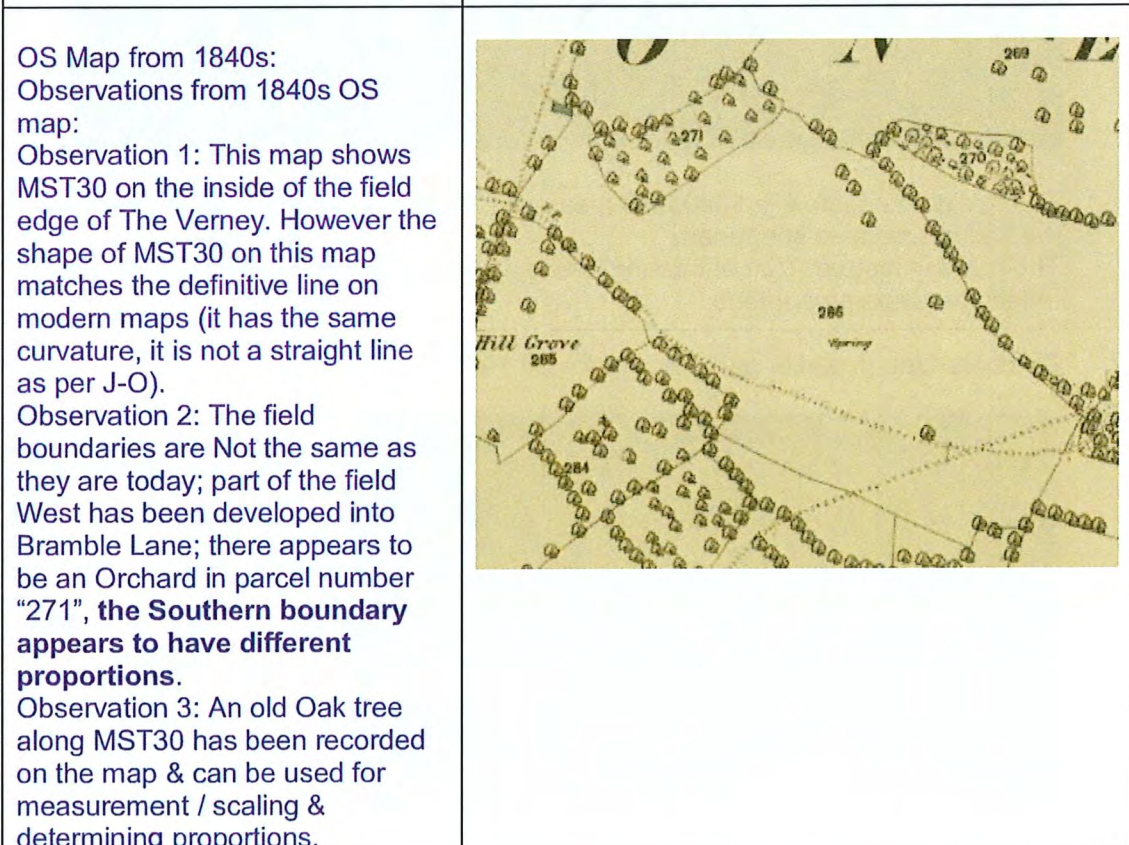 OS Map from 1840s:
Observations from 1840s OS
map:
Observation 1: This map shows
MST30 on the inside of the field
edge of The Verney. However the
shape of MST30 on this map
matches the definitive line on
modern maps (it has the same
curvature, it is not a straight line
as per J-O).
Observation 2: The field
boundaries are Not the same as
they are today; part of the field
West has been developed into
Bramble Lane; there appears to
be an Orchard in parcel number
“271”, the Southern boundary
appears to have different
proportions.
Observation 3: An old Oak tree
along MST30 has been recorded
on the map & can be used for
measurement / scaling &
determining proportions.
O N E
269
271
270
286
Spring
Hill Grove
285
284